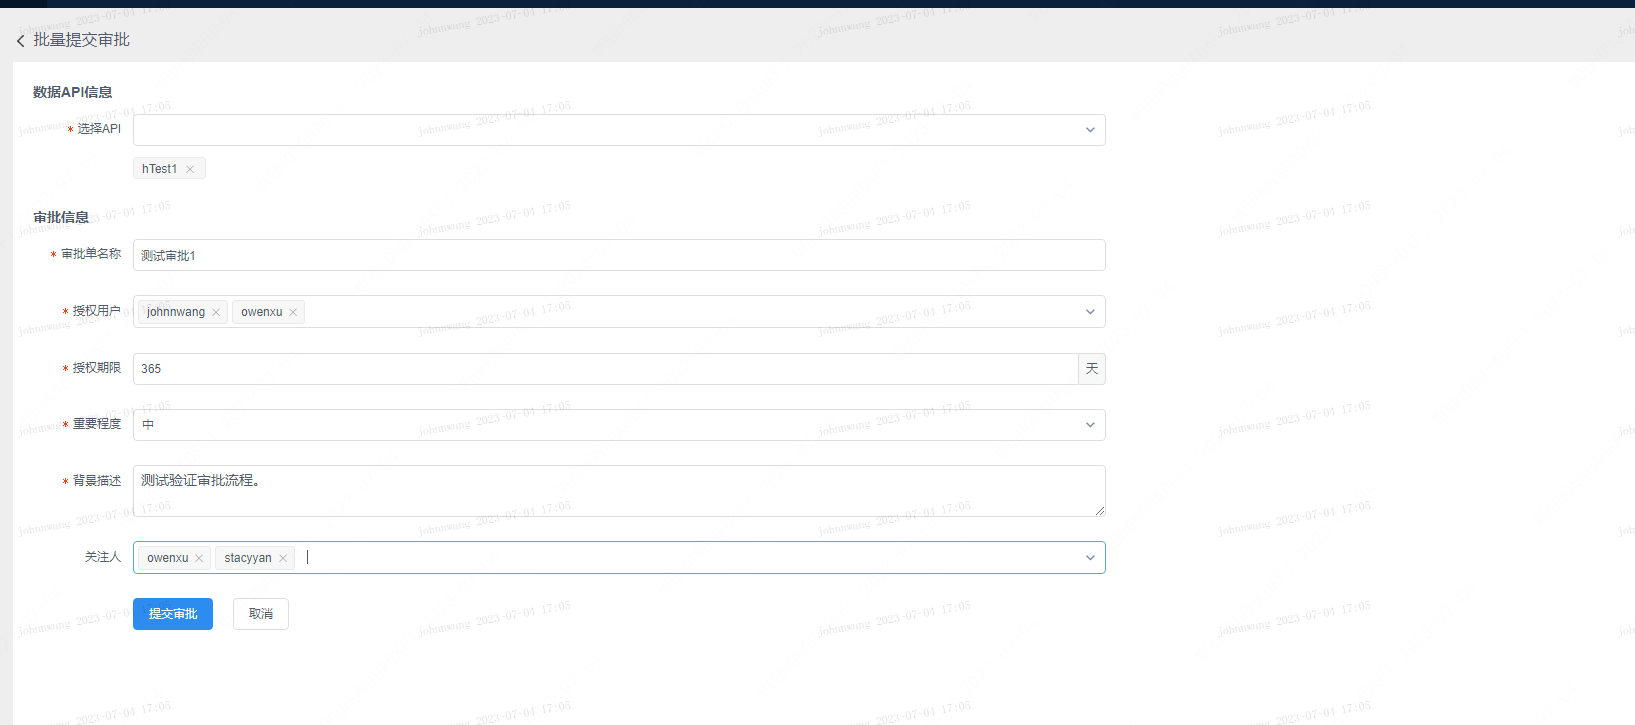 批量提交审批
数据API信息
* 选择API
hTest1 ×
审批信息
* 审批单名称 测试审批1
* 授权用户 johnnwang × owenxu ×
* 授权期限 365 天
* 重要程度 中
* 背景描述 测试验证审批流程。
关注人 owenxu × stacyyan ×
提交审批 取消
johnnwang 2023-07-04 17:05